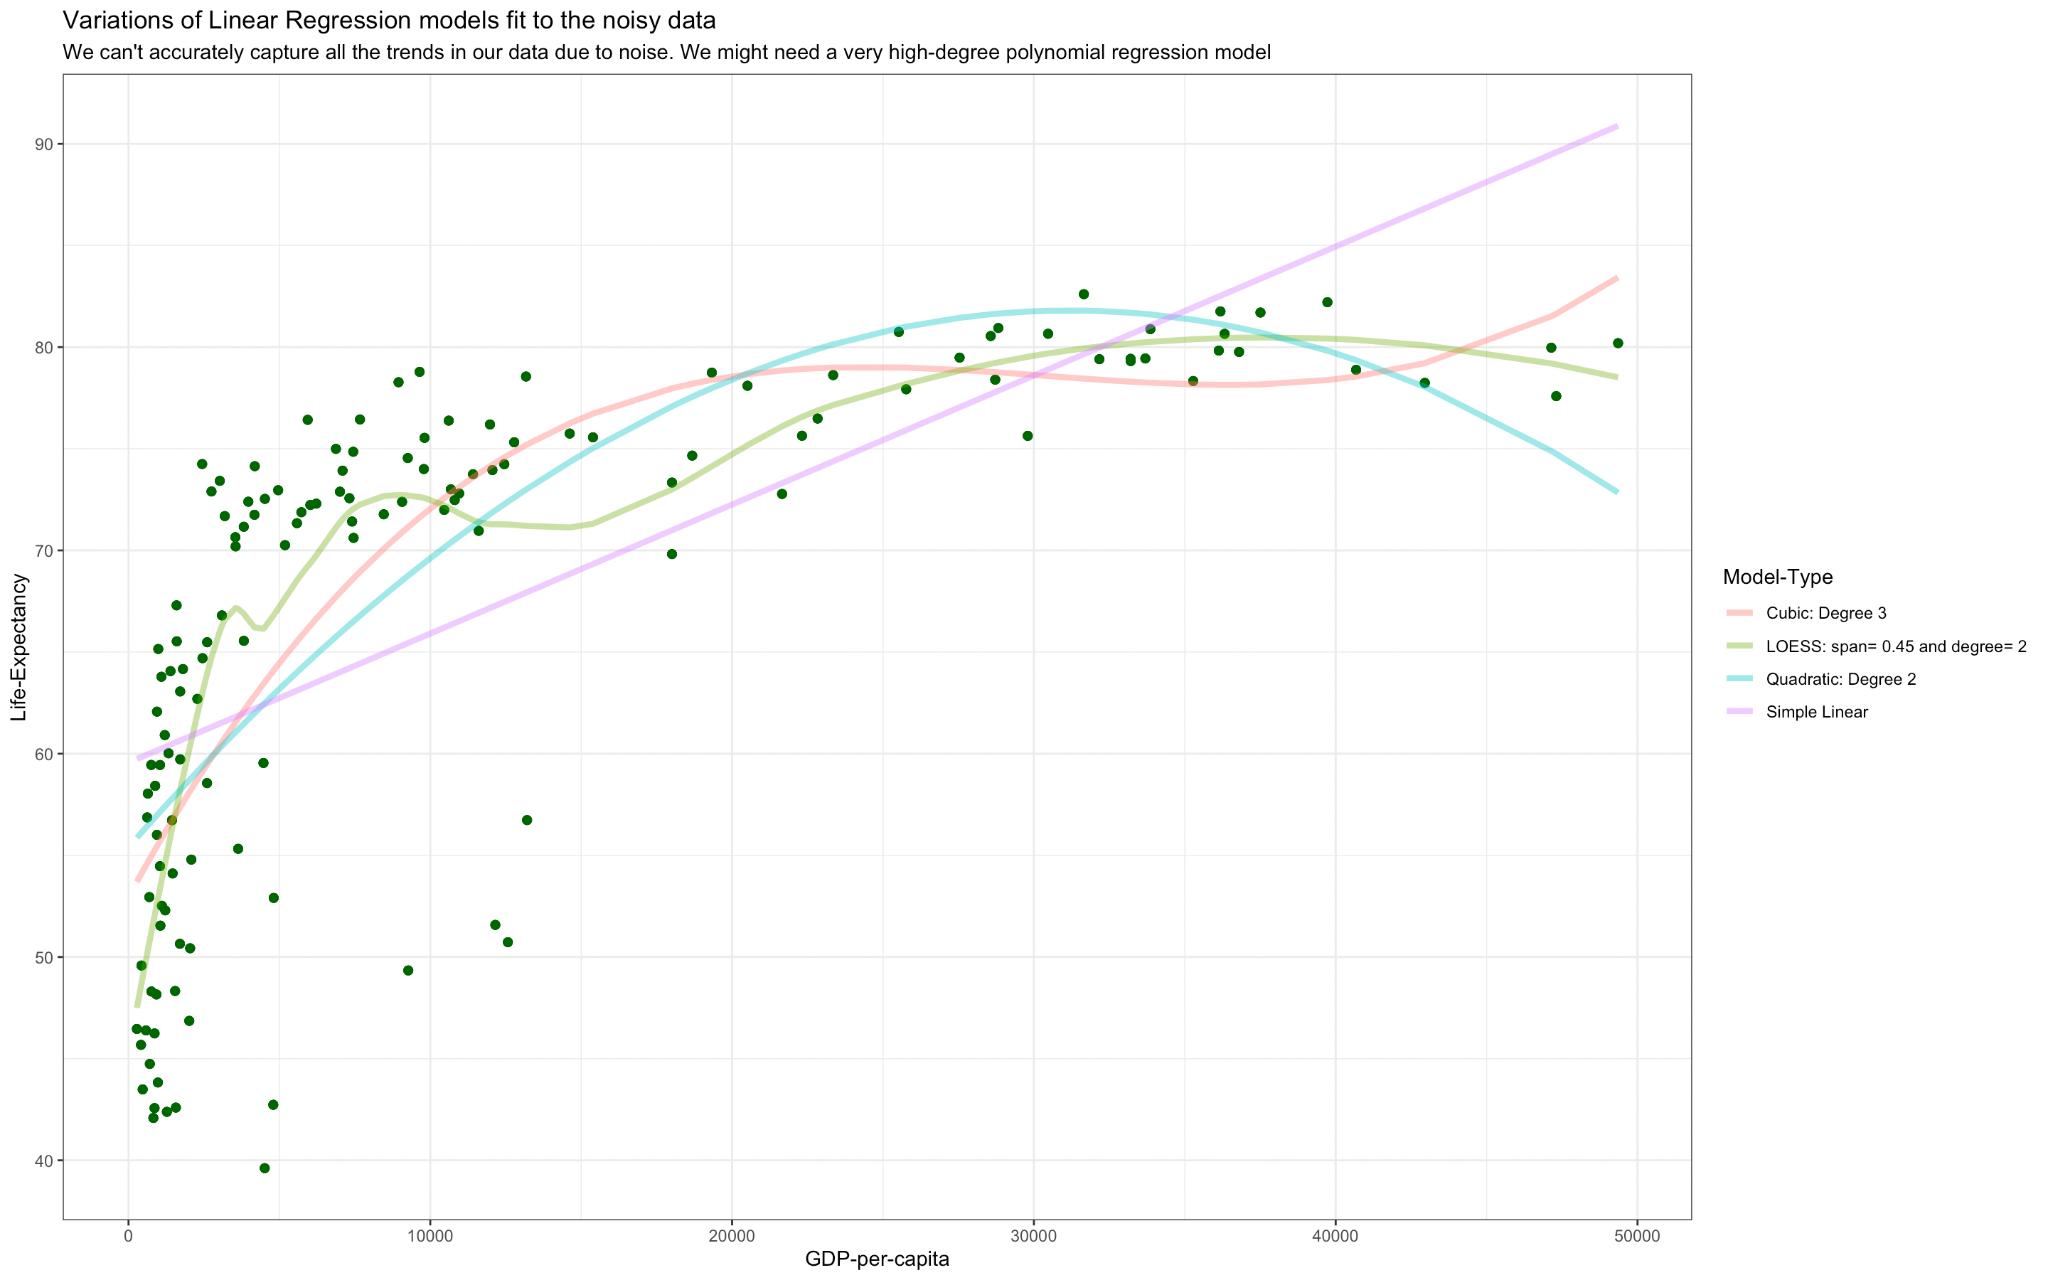 Variations of Linear Regression models fit to the noisy data
We can't accurately capture all the trends in our data due to noise. We might need a very high-degree polynomial regression model
90
80
70
60
50
40
Life-Expectancy
0
10000
20000
30000
40000
50000
GDP-per-capita
Model-Type
Cubic: Degree 3
LOESS: span= 0.45 and degree= 2
Quadratic: Degree 2
Simple Linear